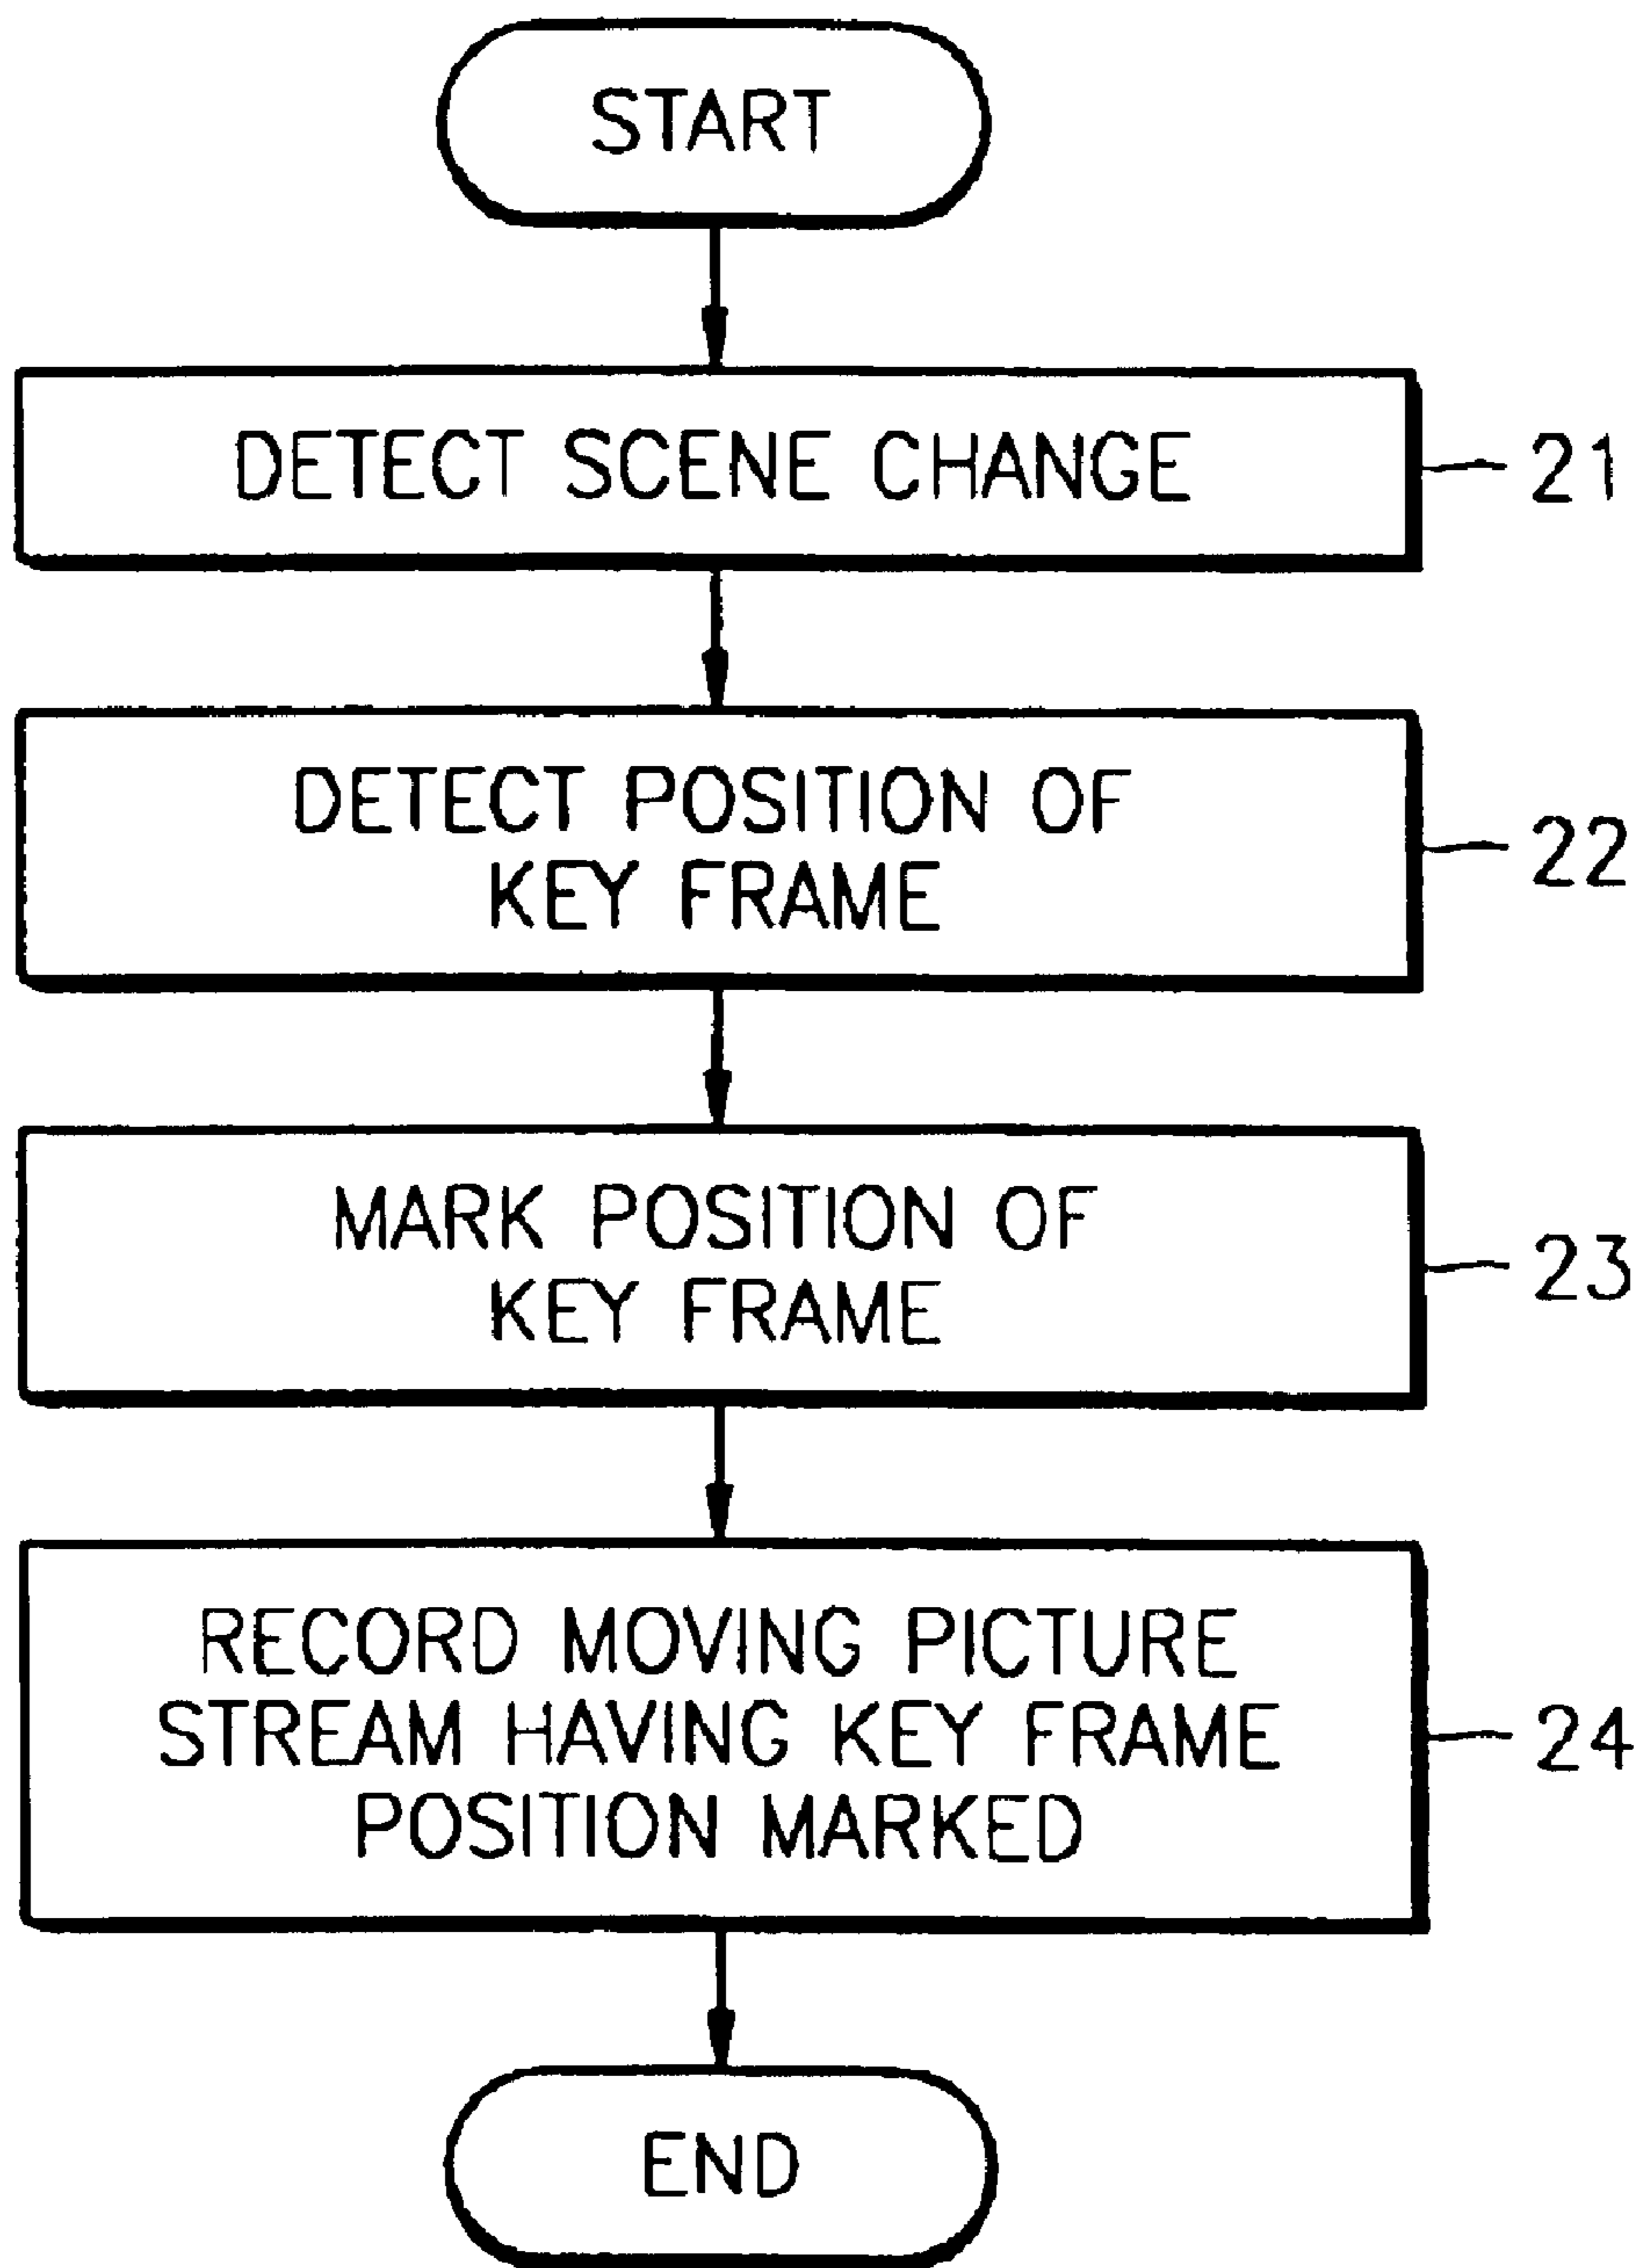 START
DETECT SCENE CHANGE
21
DETECT POSITION OF
KEY FRAME
22
MARK POSITION OF
KEY FRAME
23
RECORD MOVING PICTURE
STREAM HAVING KEY FRAME
POSITION MARKED
24
END